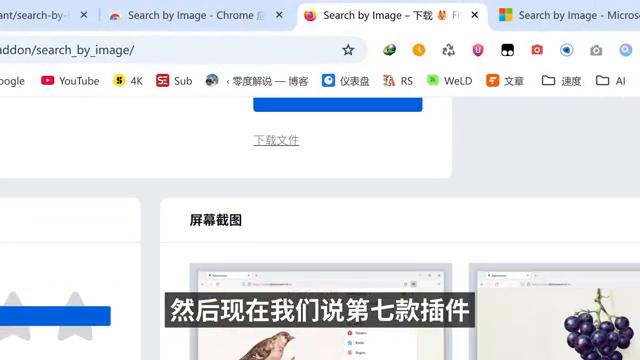 ant/search-by-
Search by Image - Chrome 应
Search by Image – 下载 Fi
Search by Image - Micros
addon/search_by_image/
oogle YouTube 4K Sub ‹ 零度解说 — 博客 仪表盘 RS WeLD 文章 速度 AI
下载文件
屏幕截图
然后现在我们说第七款插件